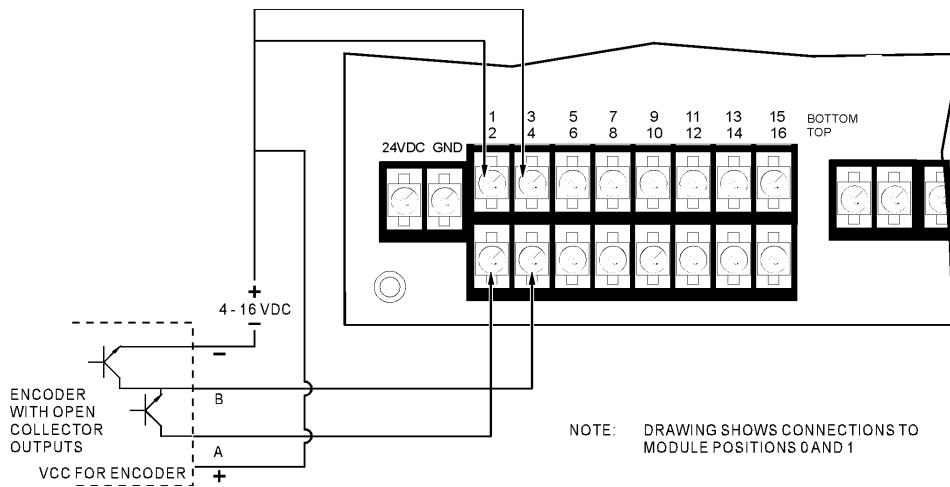 1 3 5 7 9 11 13 15 BOTTOM
2 4 6 8 10 12 14 16 TOP
24VDC GND
+
4 - 16 VDC
−
−
B
ENCODER
WITH OPEN
COLLECTOR
OUTPUTS
A
VCC FOR ENCODER +
NOTE: DRAWING SHOWS CONNECTIONS TO
MODULE POSITIONS 0 AND 1